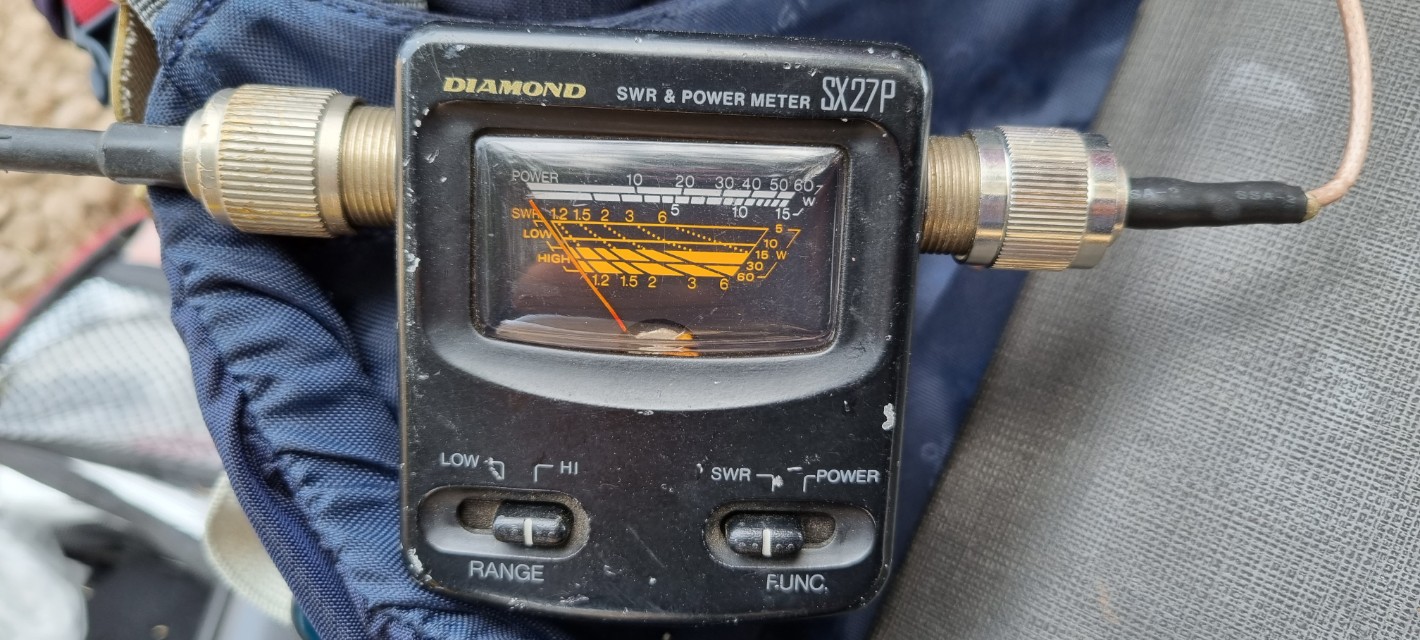 DIAMOND SWR & POWER METER SX27P
POWER 10 20 30 40 50 60
W
5 10 15
SWR 1.2 1.5 2 3 6
5
LOW 10
15 W
HIGH 30
60
1.2 1.5 2 3 6
LOW HI
SWR POWER
RANGE
FUNC.